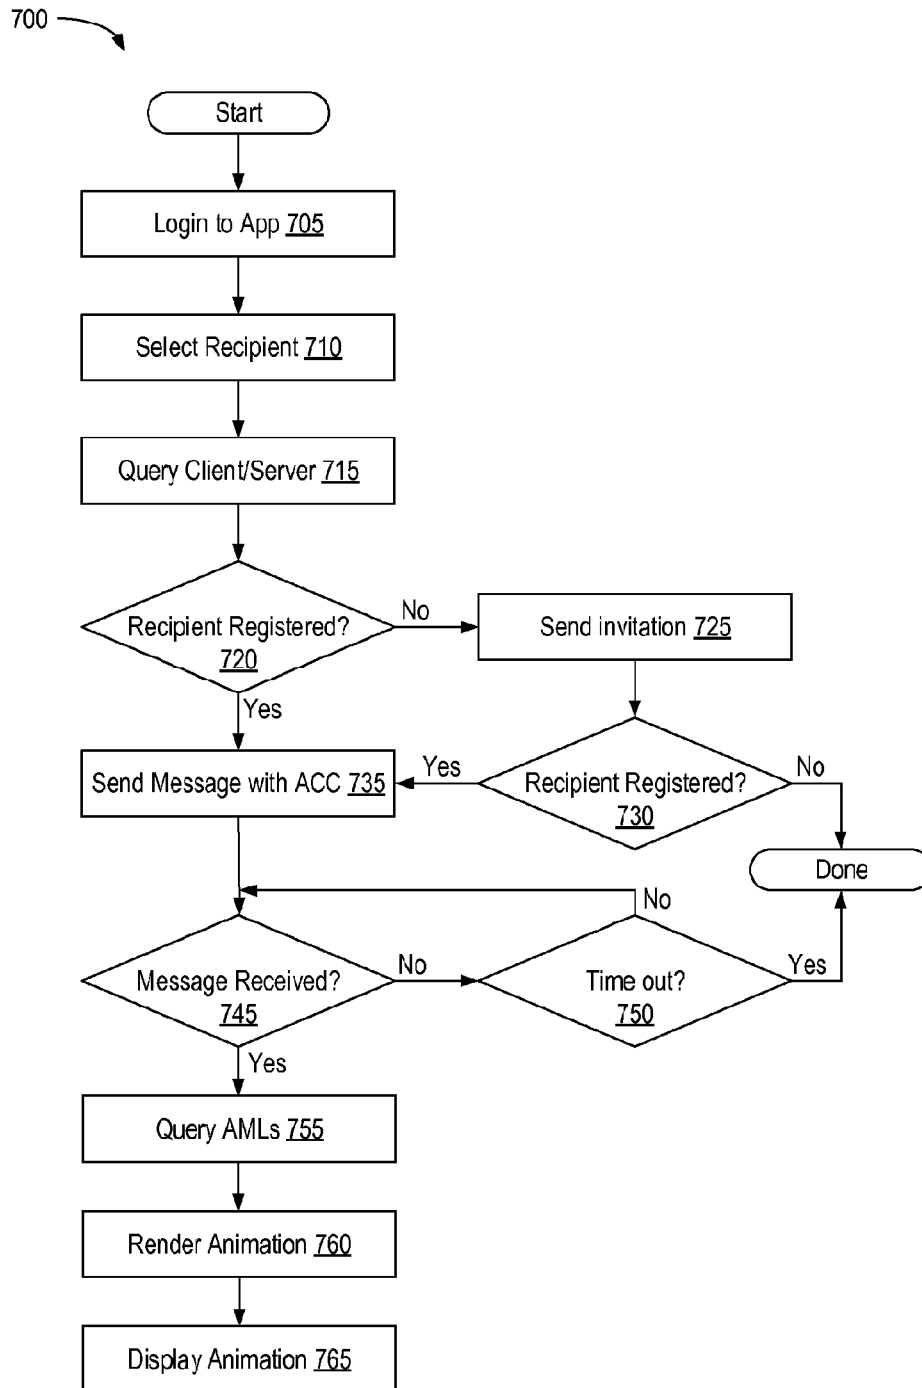 700
Start
Login to App 705
Select Recipient 710
Query Client/Server 715
Recipient Registered?
720
No
Send invitation 725
Yes
Send Message with ACC 735
Yes
Recipient Registered?
730
No
Done
No
Message Received?
745
No
Time out?
750
Yes
Yes
Query AMLs 755
Render Animation 760
Display Animation 765